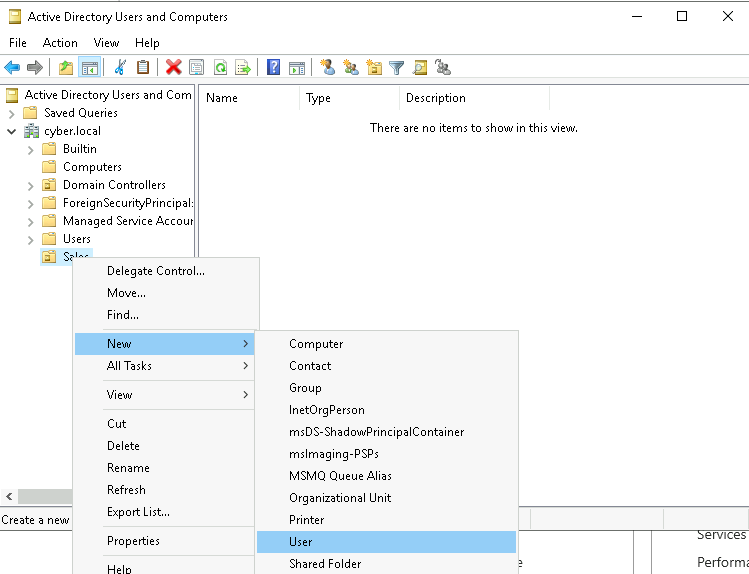 Active Directory Users and Computers
File Action View Help
Active Directory Users and Com
Name Type Description
Saved Queries
There are no items to show in this view.
cyber.local
Builtin
Computers
Domain Controllers
ForeignSecurityPrincipal:
Managed Service Accour
Users
Sales
Delegate Control...
Move...
Find...
New
All Tasks
View
Cut
Delete
Rename
Refresh
Export List...
Properties
Help
Computer
Contact
Group
InetOrgPerson
msDS-ShadowPrincipalContainer
msImaging-PSPs
MSMQ Queue Alias
Organizational Unit
Printer
User
Shared Folder
Create a new
Services
Performa